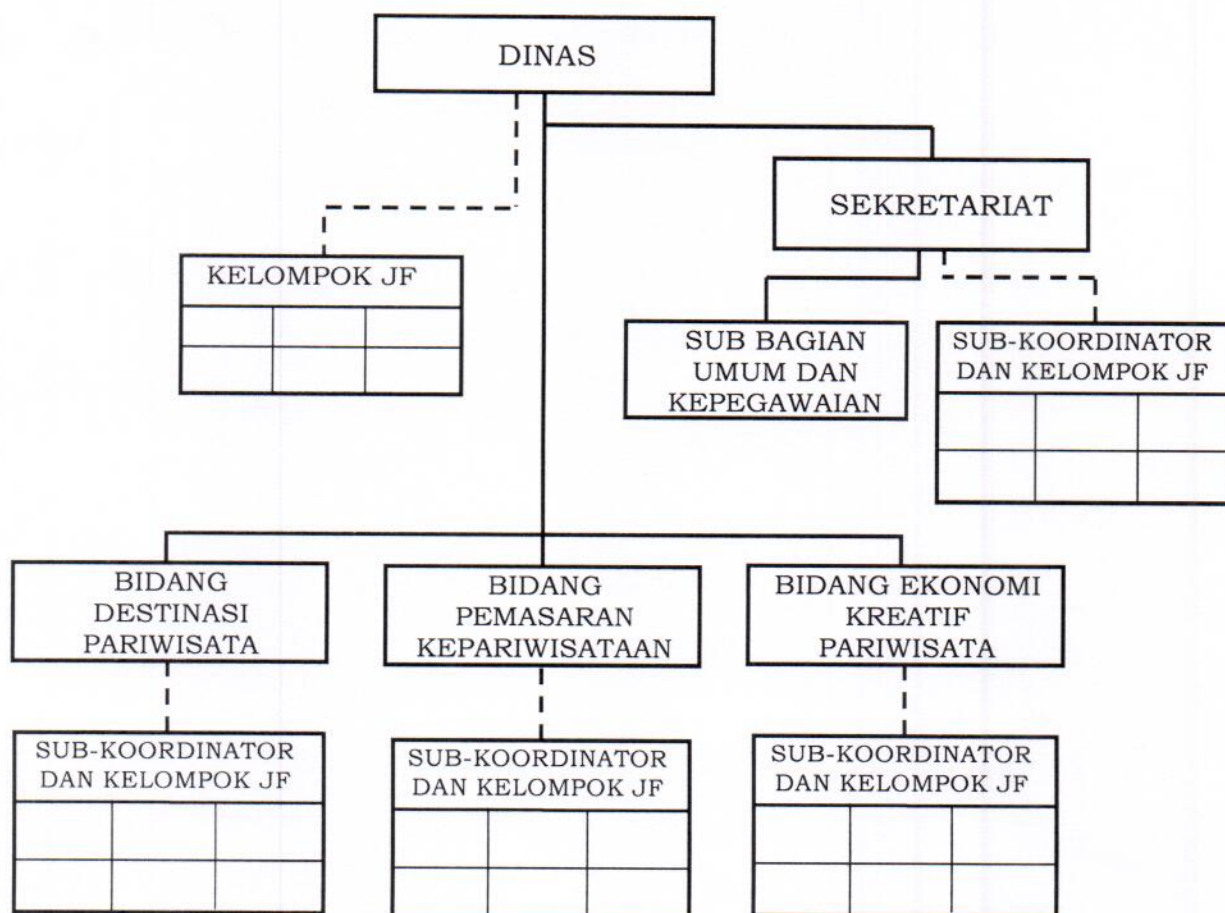 DINAS
SEKRETARIAT
KELOMPOK JF
SUB BAGIAN
UMUM DAN
KEPEGAWAIAN
SUB-KOORDINATOR
DAN KELOMPOK JF
BIDANG
DESTINASI
PARIWISATA
BIDANG
PEMASARAN
KEPARIWISATAAN
BIDANG EKONOMI
KREATIF
PARIWISATA
SUB-KOORDINATOR
DAN KELOMPOK JF
SUB-KOORDINATOR
DAN KELOMPOK JF
SUB-KOORDINATOR
DAN KELOMPOK JF